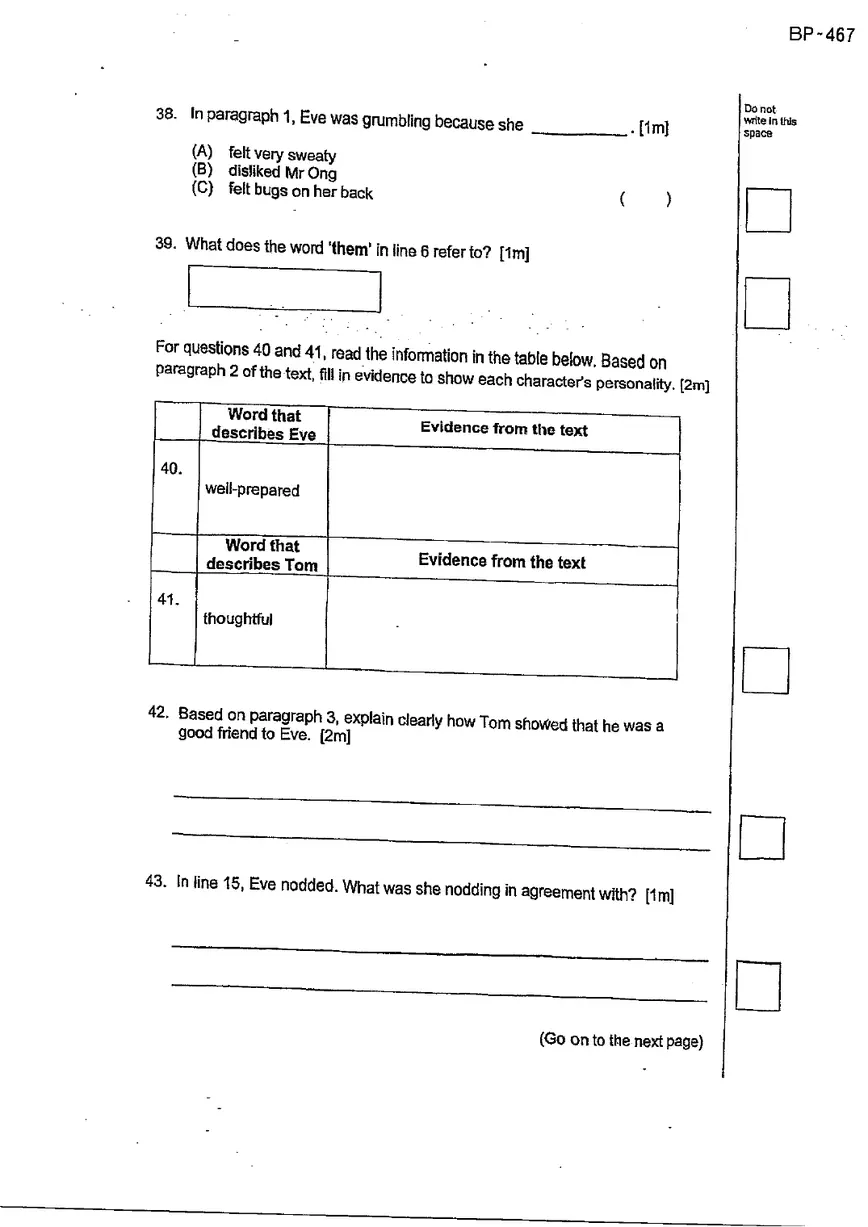 BP-467
Do not
write in this
space
38. In paragraph 1, Eve was grumbling because she __________ . [1m]
(A) felt very sweaty
(B) disliked Mr Ong
(C) felt bugs on her back
( )
39. What does the word 'them' in line 6 refer to? [1m]
For questions 40 and 41, read the information in the table below. Based on
paragraph 2 of the text, fill in evidence to show each character's personality. [2m]
Word that
describes Eve
Evidence from the text
40.
well-prepared
Word that
describes Tom
Evidence from the text
41.
thoughtful
42. Based on paragraph 3, explain clearly how Tom showed that he was a
good friend to Eve. [2m]
43. In line 15, Eve nodded. What was she nodding in agreement with? [1m]
(Go on to the next page)